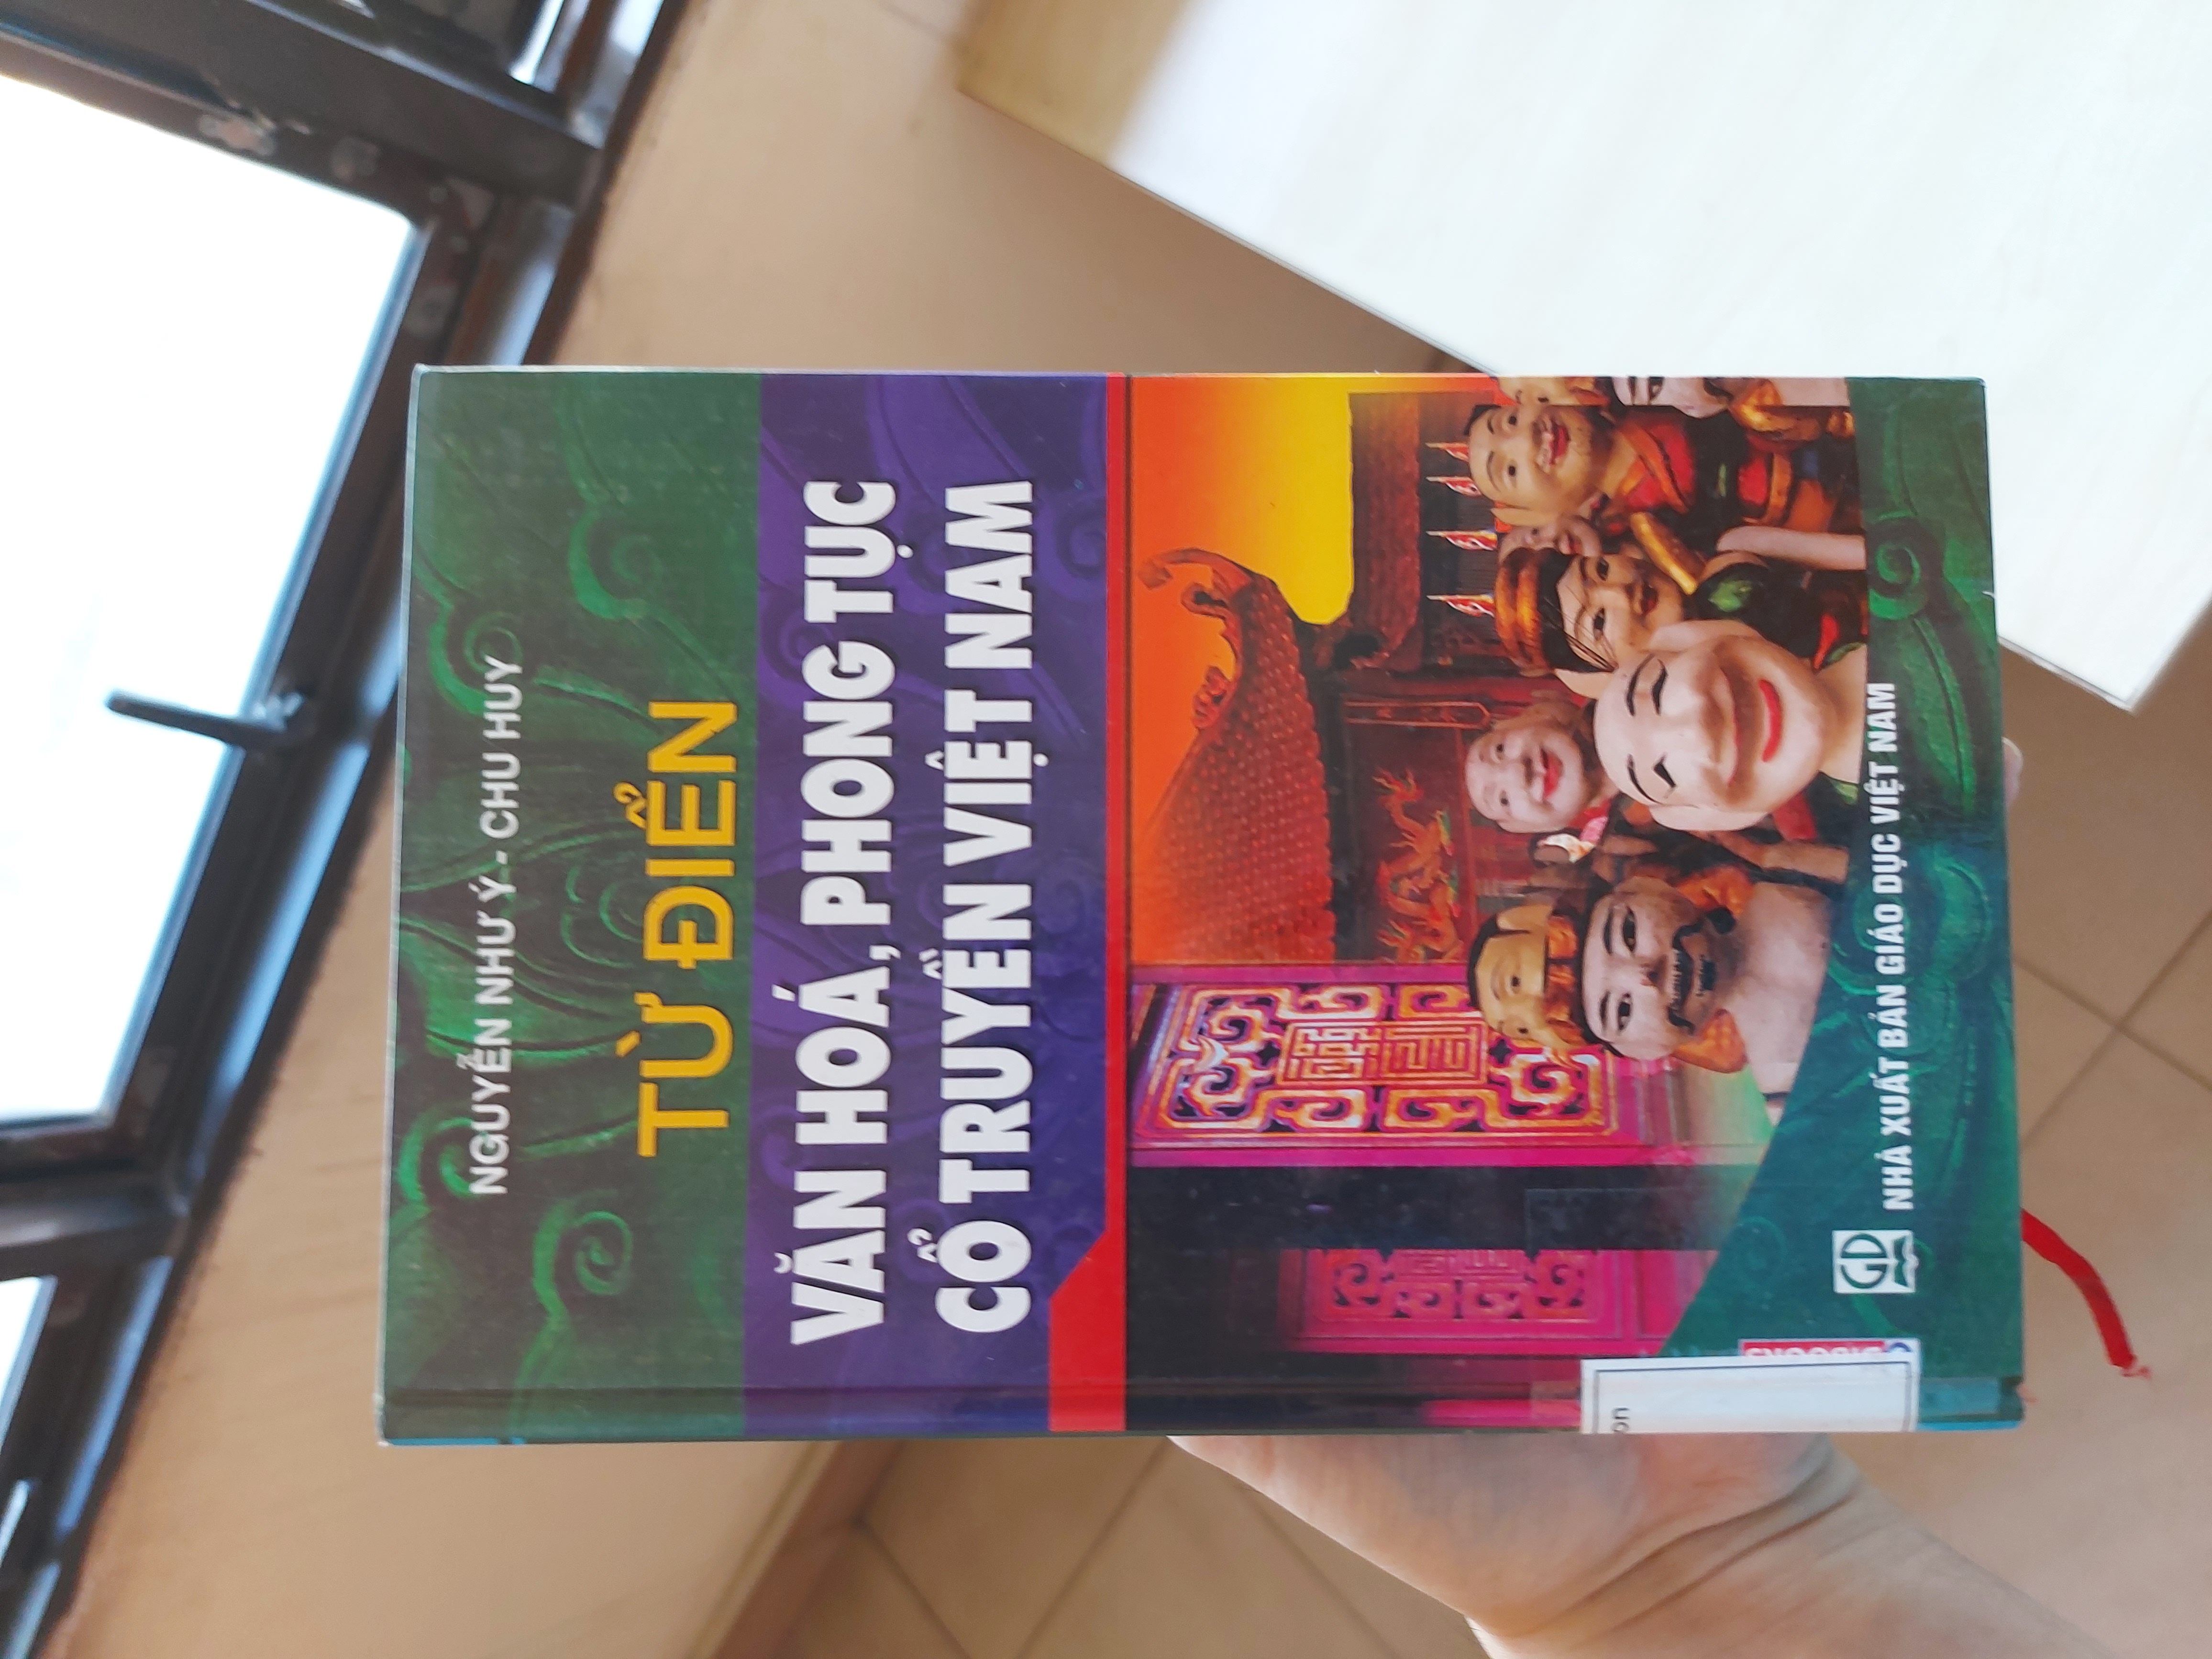 NGUYỄN NHƯ Ý - CHU HUY
TỪ ĐIỂN
VĂN HOÁ, PHONG TỤC
CỔ TRUYỀN VIỆT NAM
on
GD
NHÀ XUẤT BẢN GIÁO DỤC VIỆT NAM